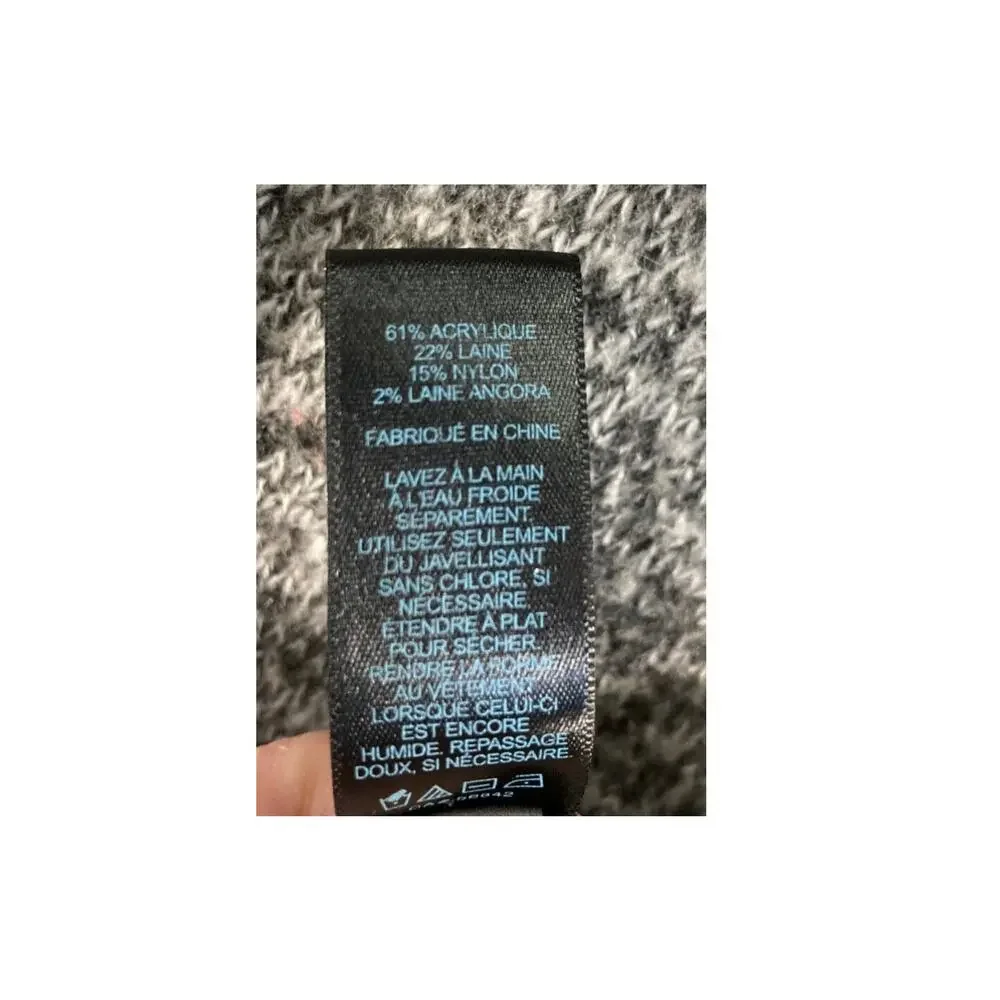 61% ACRYLIQUE
22% LAINE
15% NYLON
2% LAINE ANGORA
FABRIQUÉ EN CHINE
LAVEZ À LA MAIN
À L'EAU FROIDE
SÉPARÉMENT.
UTILISEZ SEULEMENT
DU JAVELLISANT
SANS CHLORE, SI
NÉCESSAIRE.
ÉTENDRE À PLAT
POUR SÉCHER.
RENDRE LA FORME
AU VÊTEMENT
LORSQUE CELUI-CI
EST ENCORE
HUMIDE. REPASSAGE
DOUX, SI NÉCESSAIRE.